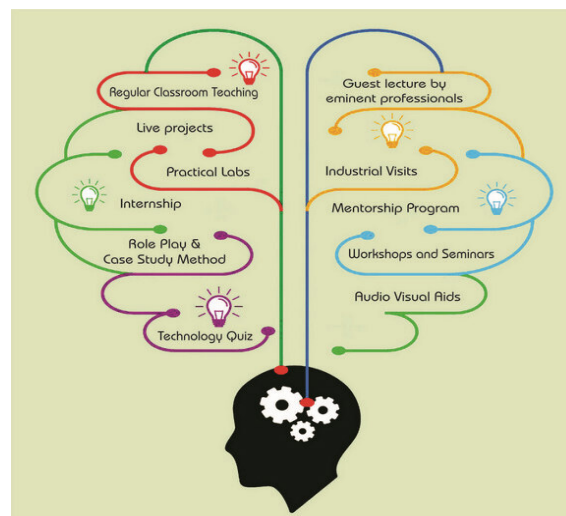 Regular Classroom Teaching
Live projects
Practical Labs
Internship
Role Play &
Case Study Method
Technology Quiz
Guest lecture by
eminent professionals
Industrial Visits
Mentorship Program
Workshops and Seminars
Audio Visual Aids